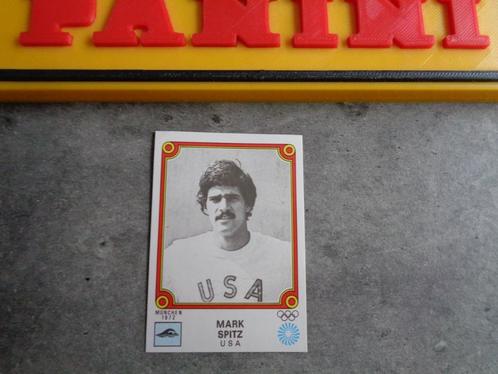 PANINI
USA
MÜNCHEN
1972
MARK
SPITZ
USA